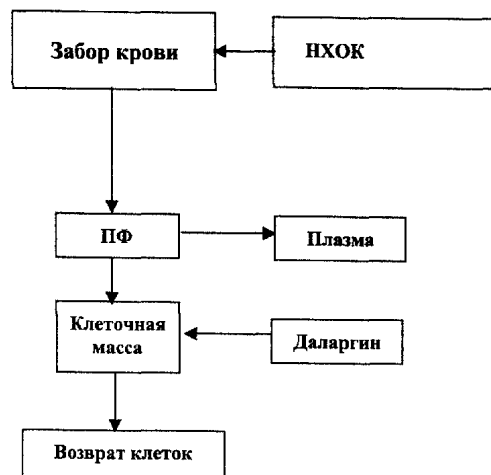 Забор крови
НХОК
ПФ
Плазма
Клеточная
масса
Даларгин
Возврат клеток